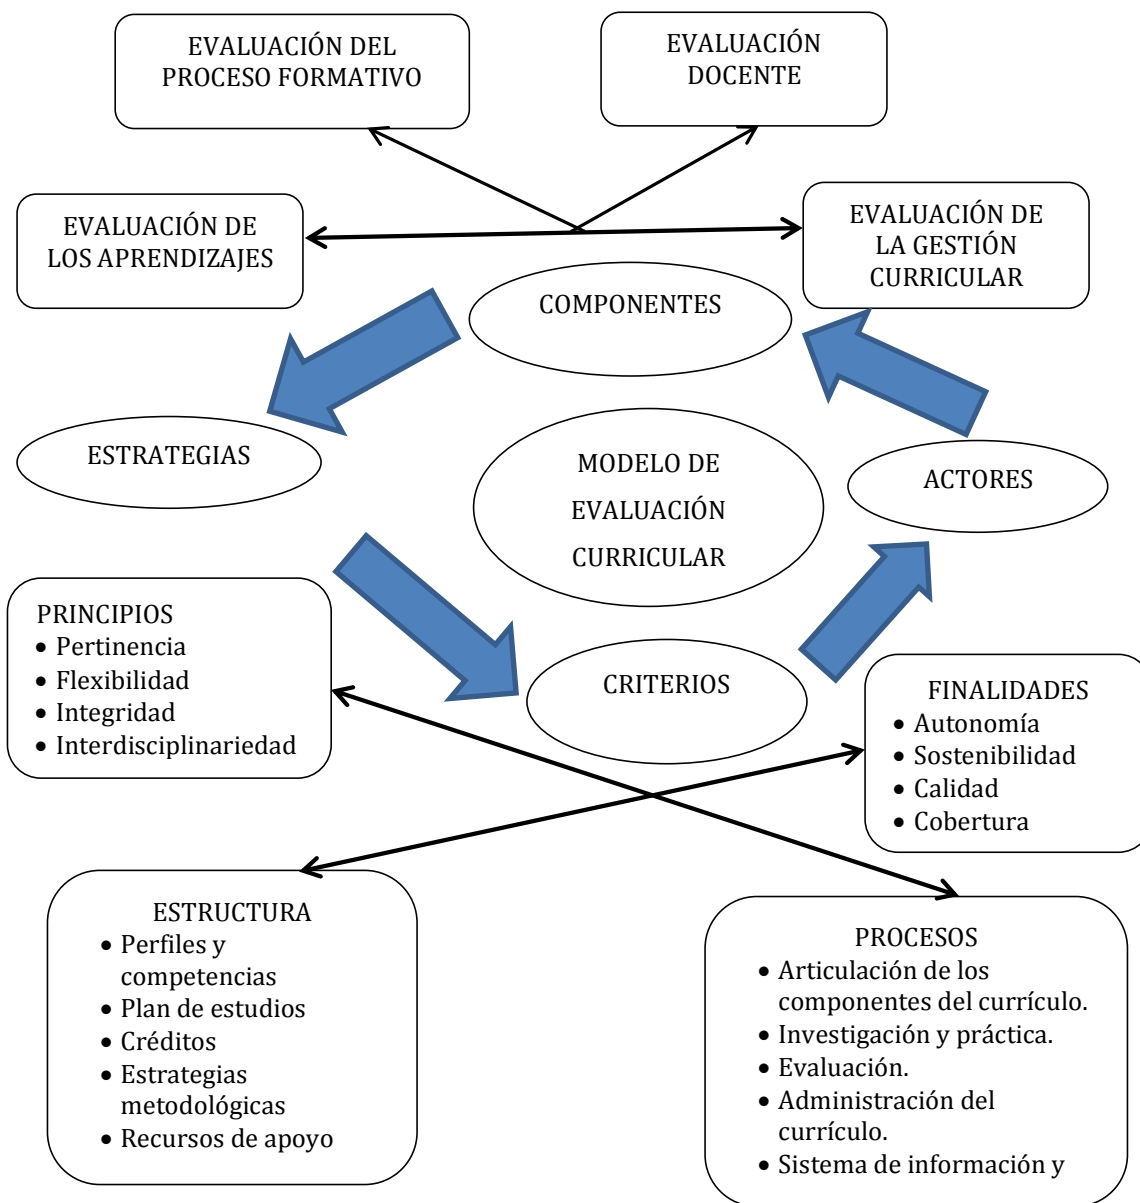 EVALUACIÓN DEL
PROCESO FORMATIVO
EVALUACIÓN
DOCENTE
EVALUACIÓN DE
LOS APRENDIZAJES
EVALUACIÓN DE
LA GESTIÓN
CURRICULAR
COMPONENTES
ESTRATEGIAS
MODELO DE
EVALUACIÓN
CURRICULAR
ACTORES
PRINCIPIOS
• Pertinencia
• Flexibilidad
• Integridad
• Interdisciplinariedad
CRITERIOS
FINALIDADES
• Autonomía
• Sostenibilidad
• Calidad
• Cobertura
ESTRUCTURA
• Perfiles y
competencias
• Plan de estudios
• Créditos
• Estrategias
metodológicas
• Recursos de apoyo
PROCESOS
• Articulación de los
componentes del currículo.
• Investigación y práctica.
• Evaluación.
• Administración del
currículo.
• Sistema de información y